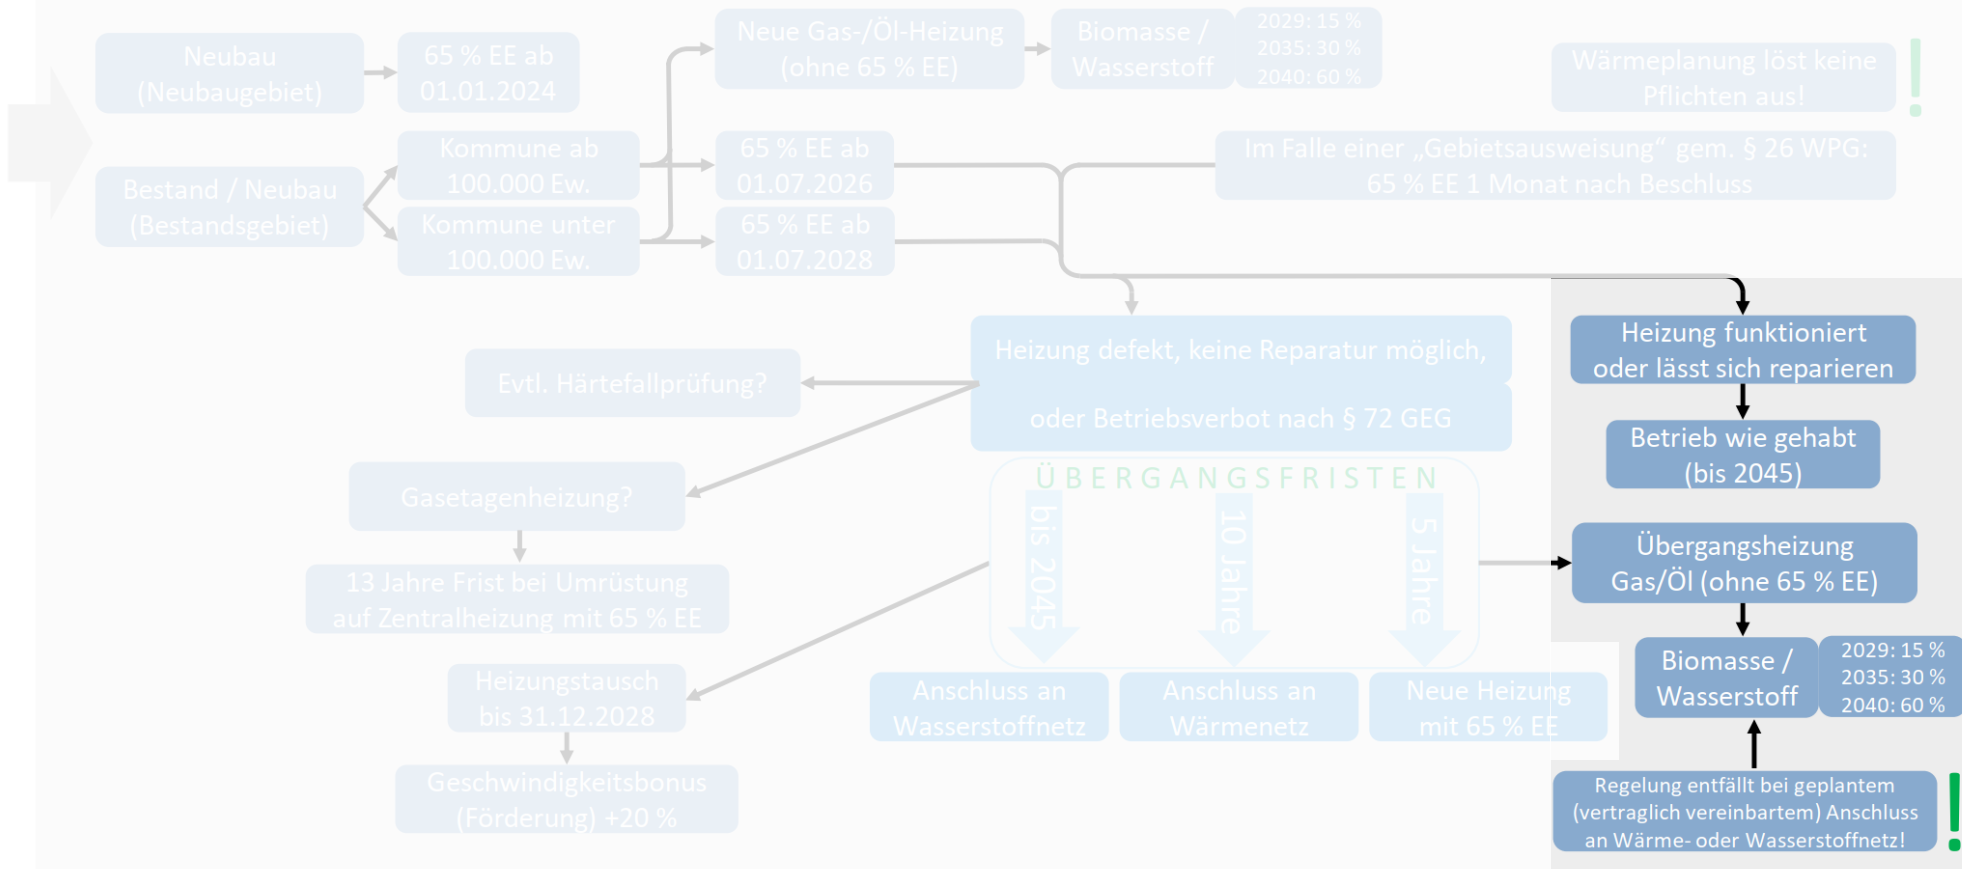 Neubau
(Neubaugebiet)
65 % EE ab
01.01.2024
Neue Gas-/Öl-Heizung
(ohne 65 % EE)
Biomasse /
Wasserstoff
2029: 15 %
2035: 30 %
2040: 60 %
Wärmeplanung löst keine
Pflichten aus!
!
Bestand / Neubau
(Bestandsgebiet)
Kommune ab
100.000 Ew.
65 % EE ab
01.07.2026
Im Falle einer „Gebietsausweisung“ gem. § 26 WPG:
65 % EE 1 Monat nach Beschluss
Kommune unter
100.000 Ew.
65 % EE ab
01.07.2028
Heizung defekt, keine Reparatur möglich,
oder Betriebsverbot nach § 72 GEG
Heizung funktioniert
oder lässt sich reparieren
Evtl. Härtefallprüfung?
Betrieb wie gehabt
(bis 2045)
Gasetagenheizung?
ÜBERGANGSFRISTEN
bis 2045
10 Jahre
5 Jahre
Übergangsheizung
Gas/Öl (ohne 65 % EE)
13 Jahre Frist bei Umrüstung
auf Zentralheizung mit 65 % EE
Biomasse /
Wasserstoff
2029: 15 %
2035: 30 %
2040: 60 %
Heizungstausch
bis 31.12.2028
Anschluss an
Wasserstoffnetz
Anschluss an
Wärmenetz
Neue Heizung
mit 65 % EE
Geschwindigkeitsbonus
(Förderung) +20 %
Regelung entfällt bei geplantem
(vertraglich vereinbartem) Anschluss
an Wärme- oder Wasserstoffnetz!
!